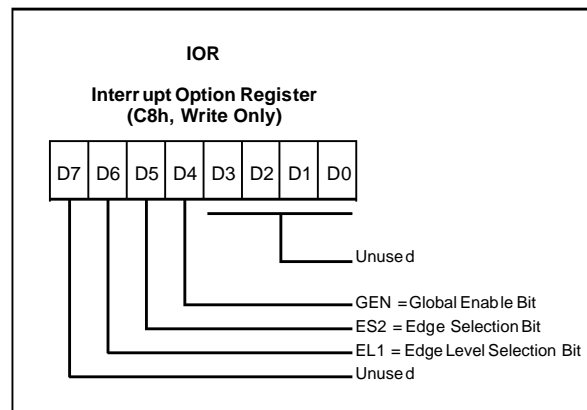 IOR
Interrupt Option Register
(C8h, Write Only)
D7 D6 D5 D4 D3 D2 D1 D0
Unused
GEN = Global Enable Bit
ES2 = Edge Selection Bit
EL1 = Edge Level Selection Bit
Unused